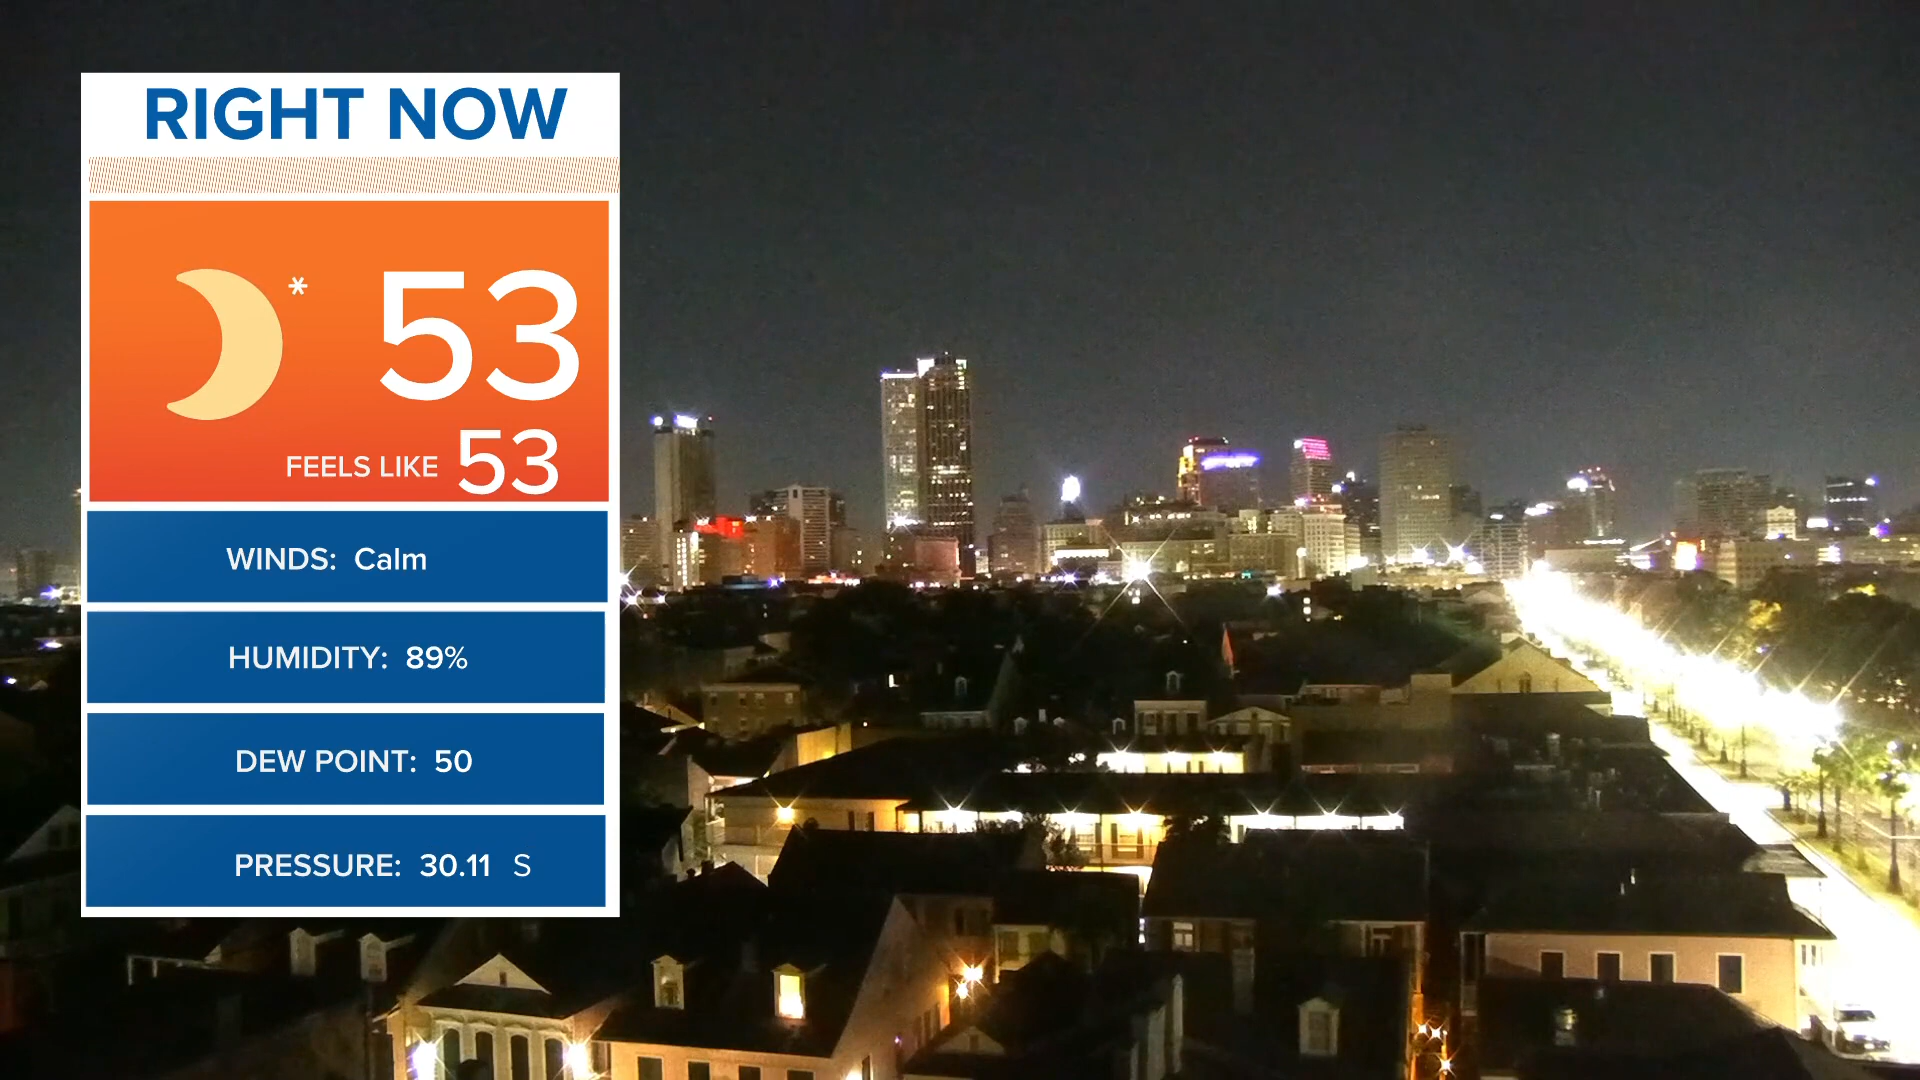 RIGHT NOW
53
FEELS LIKE 53
WINDS: Calm
HUMIDITY: 89%
DEW POINT: 50
PRESSURE: 30.11 S